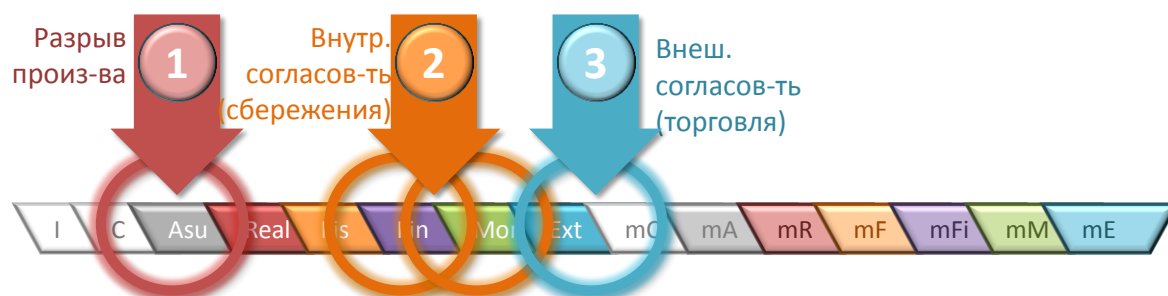 Разрыв
произ-ва
1
Внутр.
согласов-ть
(сбережения)
2
3
Внеш.
согласов-ть
(торговля)
I C Asu Real Mon Ext mC mA mR mF mFi mM mE